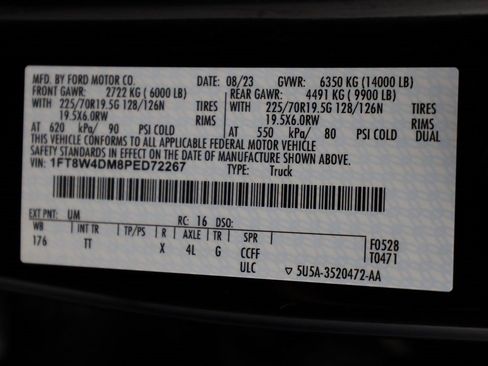 MFD. BY FORD MOTOR CO. DATE: 08/23 GVWR: 6350 KG (14000 LB)
FRONT GAWR: 2722 KG ( 6000 LB) REAR GAWR: 4491 KG ( 9900 LB)
WITH 225/70R19.5G 128/126N TIRES WITH 225/70R19.5G 128/126N TIRES
19.5X6.0RW RIMS 19.5X6.0RW RIMS
AT 620 kPa/ 90 PSI COLD AT 550 kPa/ 80 PSI COLD
THIS VEHICLE CONFORMS TO ALL APPLICABLE FEDERAL MOTOR VEHICLE
SAFETY STANDARDS IN EFFECT ON THE DATE OF MANUFACTURE SHOWN ABOVE.
VIN: 1FT8W4DM8PED72267 TYPE: Truck
EXT PNT: UM RC: 16 DSO:
WB INT TR TP/PS R AXLE TR SPR F0528
176 TT X 4L G CCFF T0471
ULC ▽ 5U5A-3520472-AA